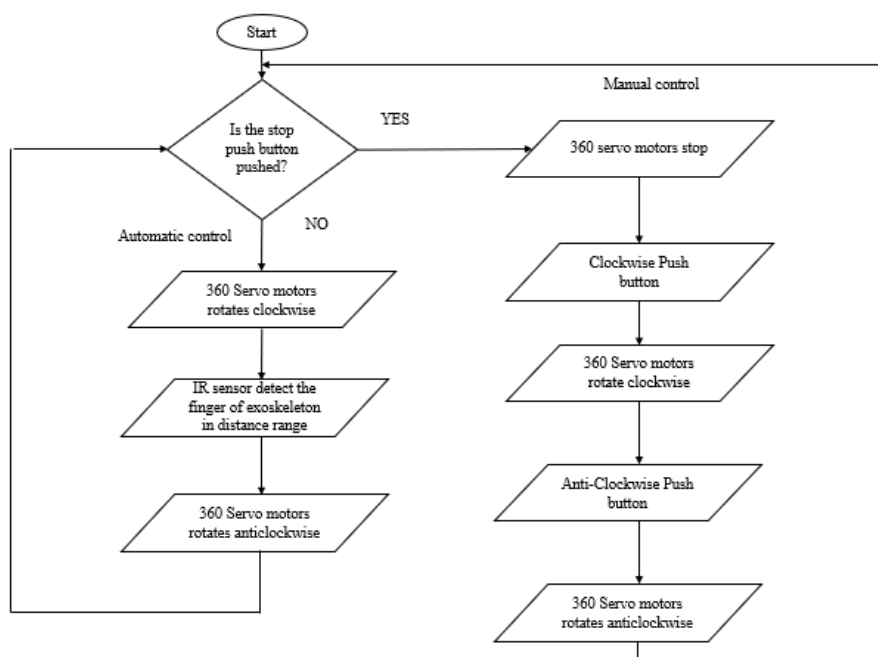 Start
Manual control
YES
Is the stop
push button
pushed?
360 servo motors stop
NO
Automatic control
Clockwise Push
button
360 Servo motors
rotates clockwise
360 Servo motors
rotate clockwise
IR sensor detect the
finger of exoskeleton
in distance range
Anti-Clockwise Push
button
360 Servo motors
rotates anticlockwise
360 Servo motors
rotates anticlockwise